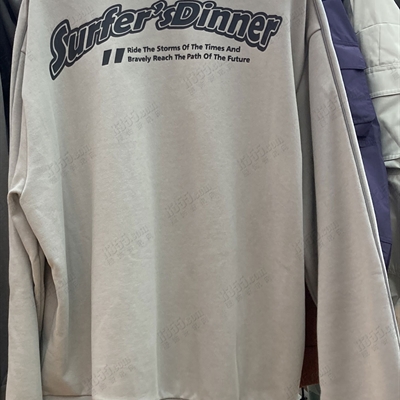 Surfer'sDinner
Ride The Storms Of The Times And
Bravely Reach The Path Of The Future